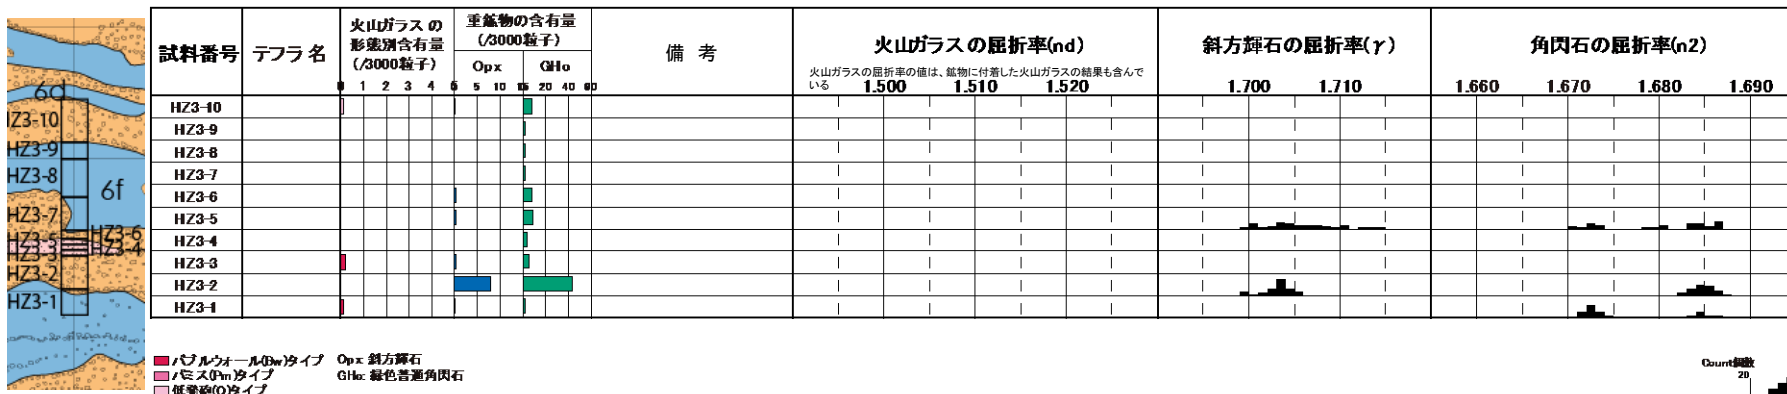 6d
HZ3-10
HZ3-9
HZ3-8
6f
HZ3-7
HZ3-6
HZ3-5
HZ3-4
HZ3-3
HZ3-2
HZ3-1
試料番号
テフラ名
火山ガラスの
形態別含有量
(/3000粒子)
1 2 3 4
重鉱物の含有量
(/3000粒子)
Opx
GHo
5 10
20 40 60
備考
火山ガラスの屈折率(nd)
火山ガラスの屈折率の値は、鉱物に付着した火山ガラスの結果も含んで
いる
1.500 1.510 1.520
斜方輝石の屈折率(γ)
1.700 1.710
角閃石の屈折率(n2)
1.660 1.670 1.680 1.690
HZ3-10
HZ3-9
HZ3-8
HZ3-7
HZ3-6
HZ3-5
HZ3-4
HZ3-3
HZ3-2
HZ3-1
バブルウォール(Bw)タイプ
Opx: 斜方輝石
パミス(Pm)タイプ
GHo: 緑色普通角閃石
低発砲(O)タイプ
Count個数
20